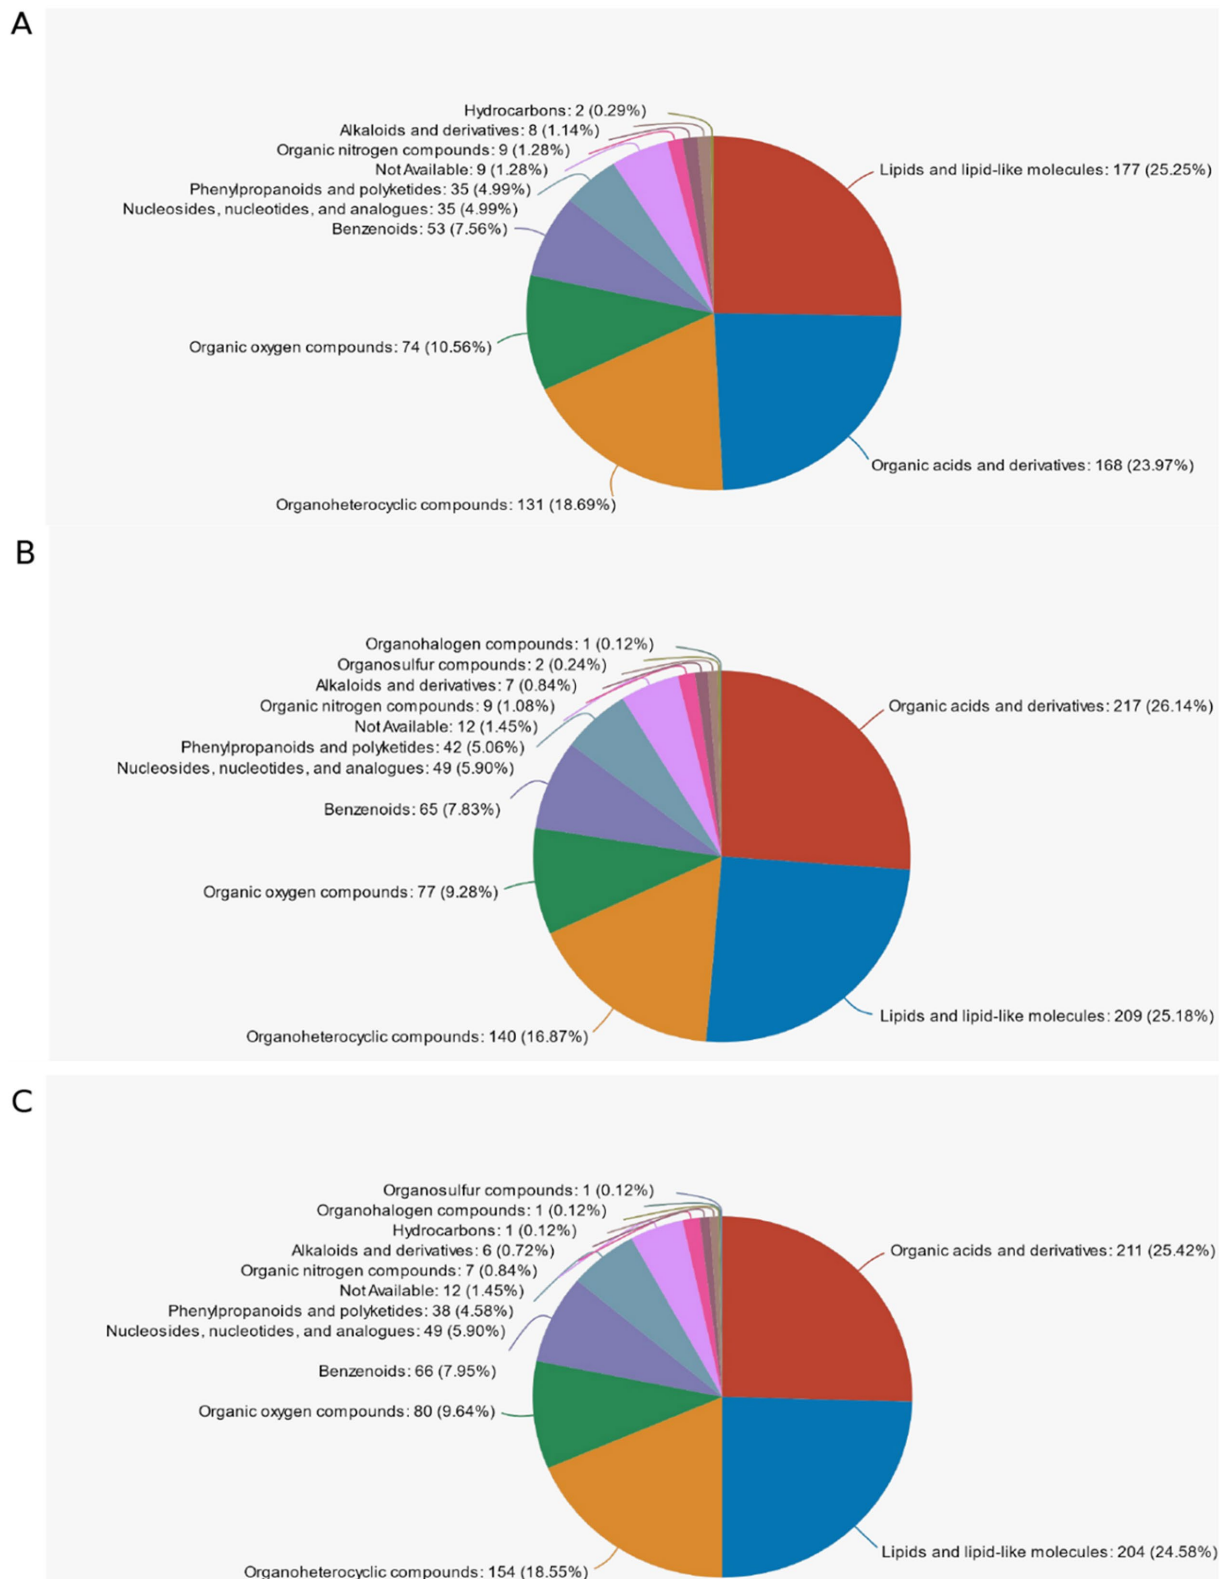 A
Hydrocarbons: 2 (0.29%)
Alkaloids and derivatives: 8 (1.14%)
Organic nitrogen compounds: 9 (1.28%)
Not Available: 9 (1.28%)
Phenylpropanoids and polyketides: 35 (4.99%)
Nucleosides, nucleotides, and analogues: 35 (4.99%)
Benzenoids: 53 (7.56%)
Organic oxygen compounds: 74 (10.56%)
Organoheterocyclic compounds: 131 (18.69%)
Lipids and lipid-like molecules: 177 (25.25%)
Organic acids and derivatives: 168 (23.97%)
B
Organohalogen compounds: 1 (0.12%)
Organosulfur compounds: 2 (0.24%)
Alkaloids and derivatives: 7 (0.84%)
Organic nitrogen compounds: 9 (1.08%)
Not Available: 12 (1.45%)
Phenylpropanoids and polyketides: 42 (5.06%)
Nucleosides, nucleotides, and analogues: 49 (5.90%)
Benzenoids: 65 (7.83%)
Organic oxygen compounds: 77 (9.28%)
Organoheterocyclic compounds: 140 (16.87%)
Organic acids and derivatives: 217 (26.14%)
Lipids and lipid-like molecules: 209 (25.18%)
C
Organosulfur compounds: 1 (0.12%)
Organohalogen compounds: 1 (0.12%)
Hydrocarbons: 1 (0.12%)
Alkaloids and derivatives: 6 (0.72%)
Organic nitrogen compounds: 7 (0.84%)
Not Available: 12 (1.45%)
Phenylpropanoids and polyketides: 38 (4.58%)
Nucleosides, nucleotides, and analogues: 49 (5.90%)
Benzenoids: 66 (7.95%)
Organic oxygen compounds: 80 (9.64%)
Organoheterocyclic compounds: 154 (18.55%)
Organic acids and derivatives: 211 (25.42%)
Lipids and lipid-like molecules: 204 (24.58%)